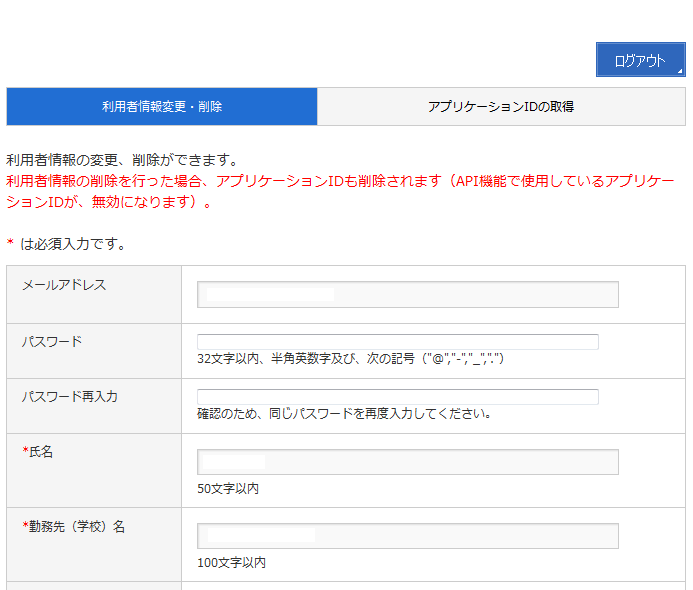 ログアウト
利用者情報変更・削除
アプリケーションIDの取得
利用者情報の変更、削除ができます。
利用者情報の削除を行った場合、アプリケーションIDも削除されます（API機能で使用しているアプリケー
ションIDが、無効になります）。
* は必須入力です。
メールアドレス
パスワード
32文字以内、半角英数字及び、次の記号（"@","-","_","."）
パスワード再入力
確認のため、同じパスワードを再度入力してください。
*氏名
50文字以内
*勤務先（学校）名
100文字以内